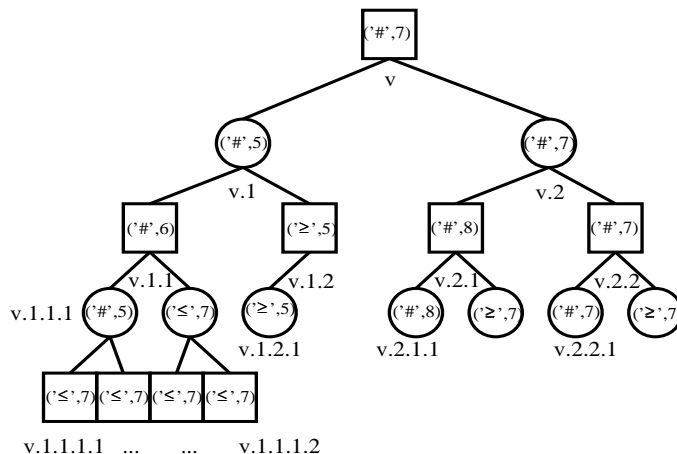 ('#',7)
v
('#',5) ('#',7)
v.1 v.2
('#',6) ('≥',5) ('#',8) ('#',7)
v.1.1 v.1.2 v.2.1 v.2.2
v.1.1.1 ('#',5) ('≤',7) ('≥',5) ('#',8) ('≥',7) ('#',7) ('≥',7
v.1.2.1 v.2.1.1 v.2.2.1
('≤',7) ('≤',7) ('≤',7) ('≤',7)
v.1.1.1.1 ... ... v.1.1.1.2